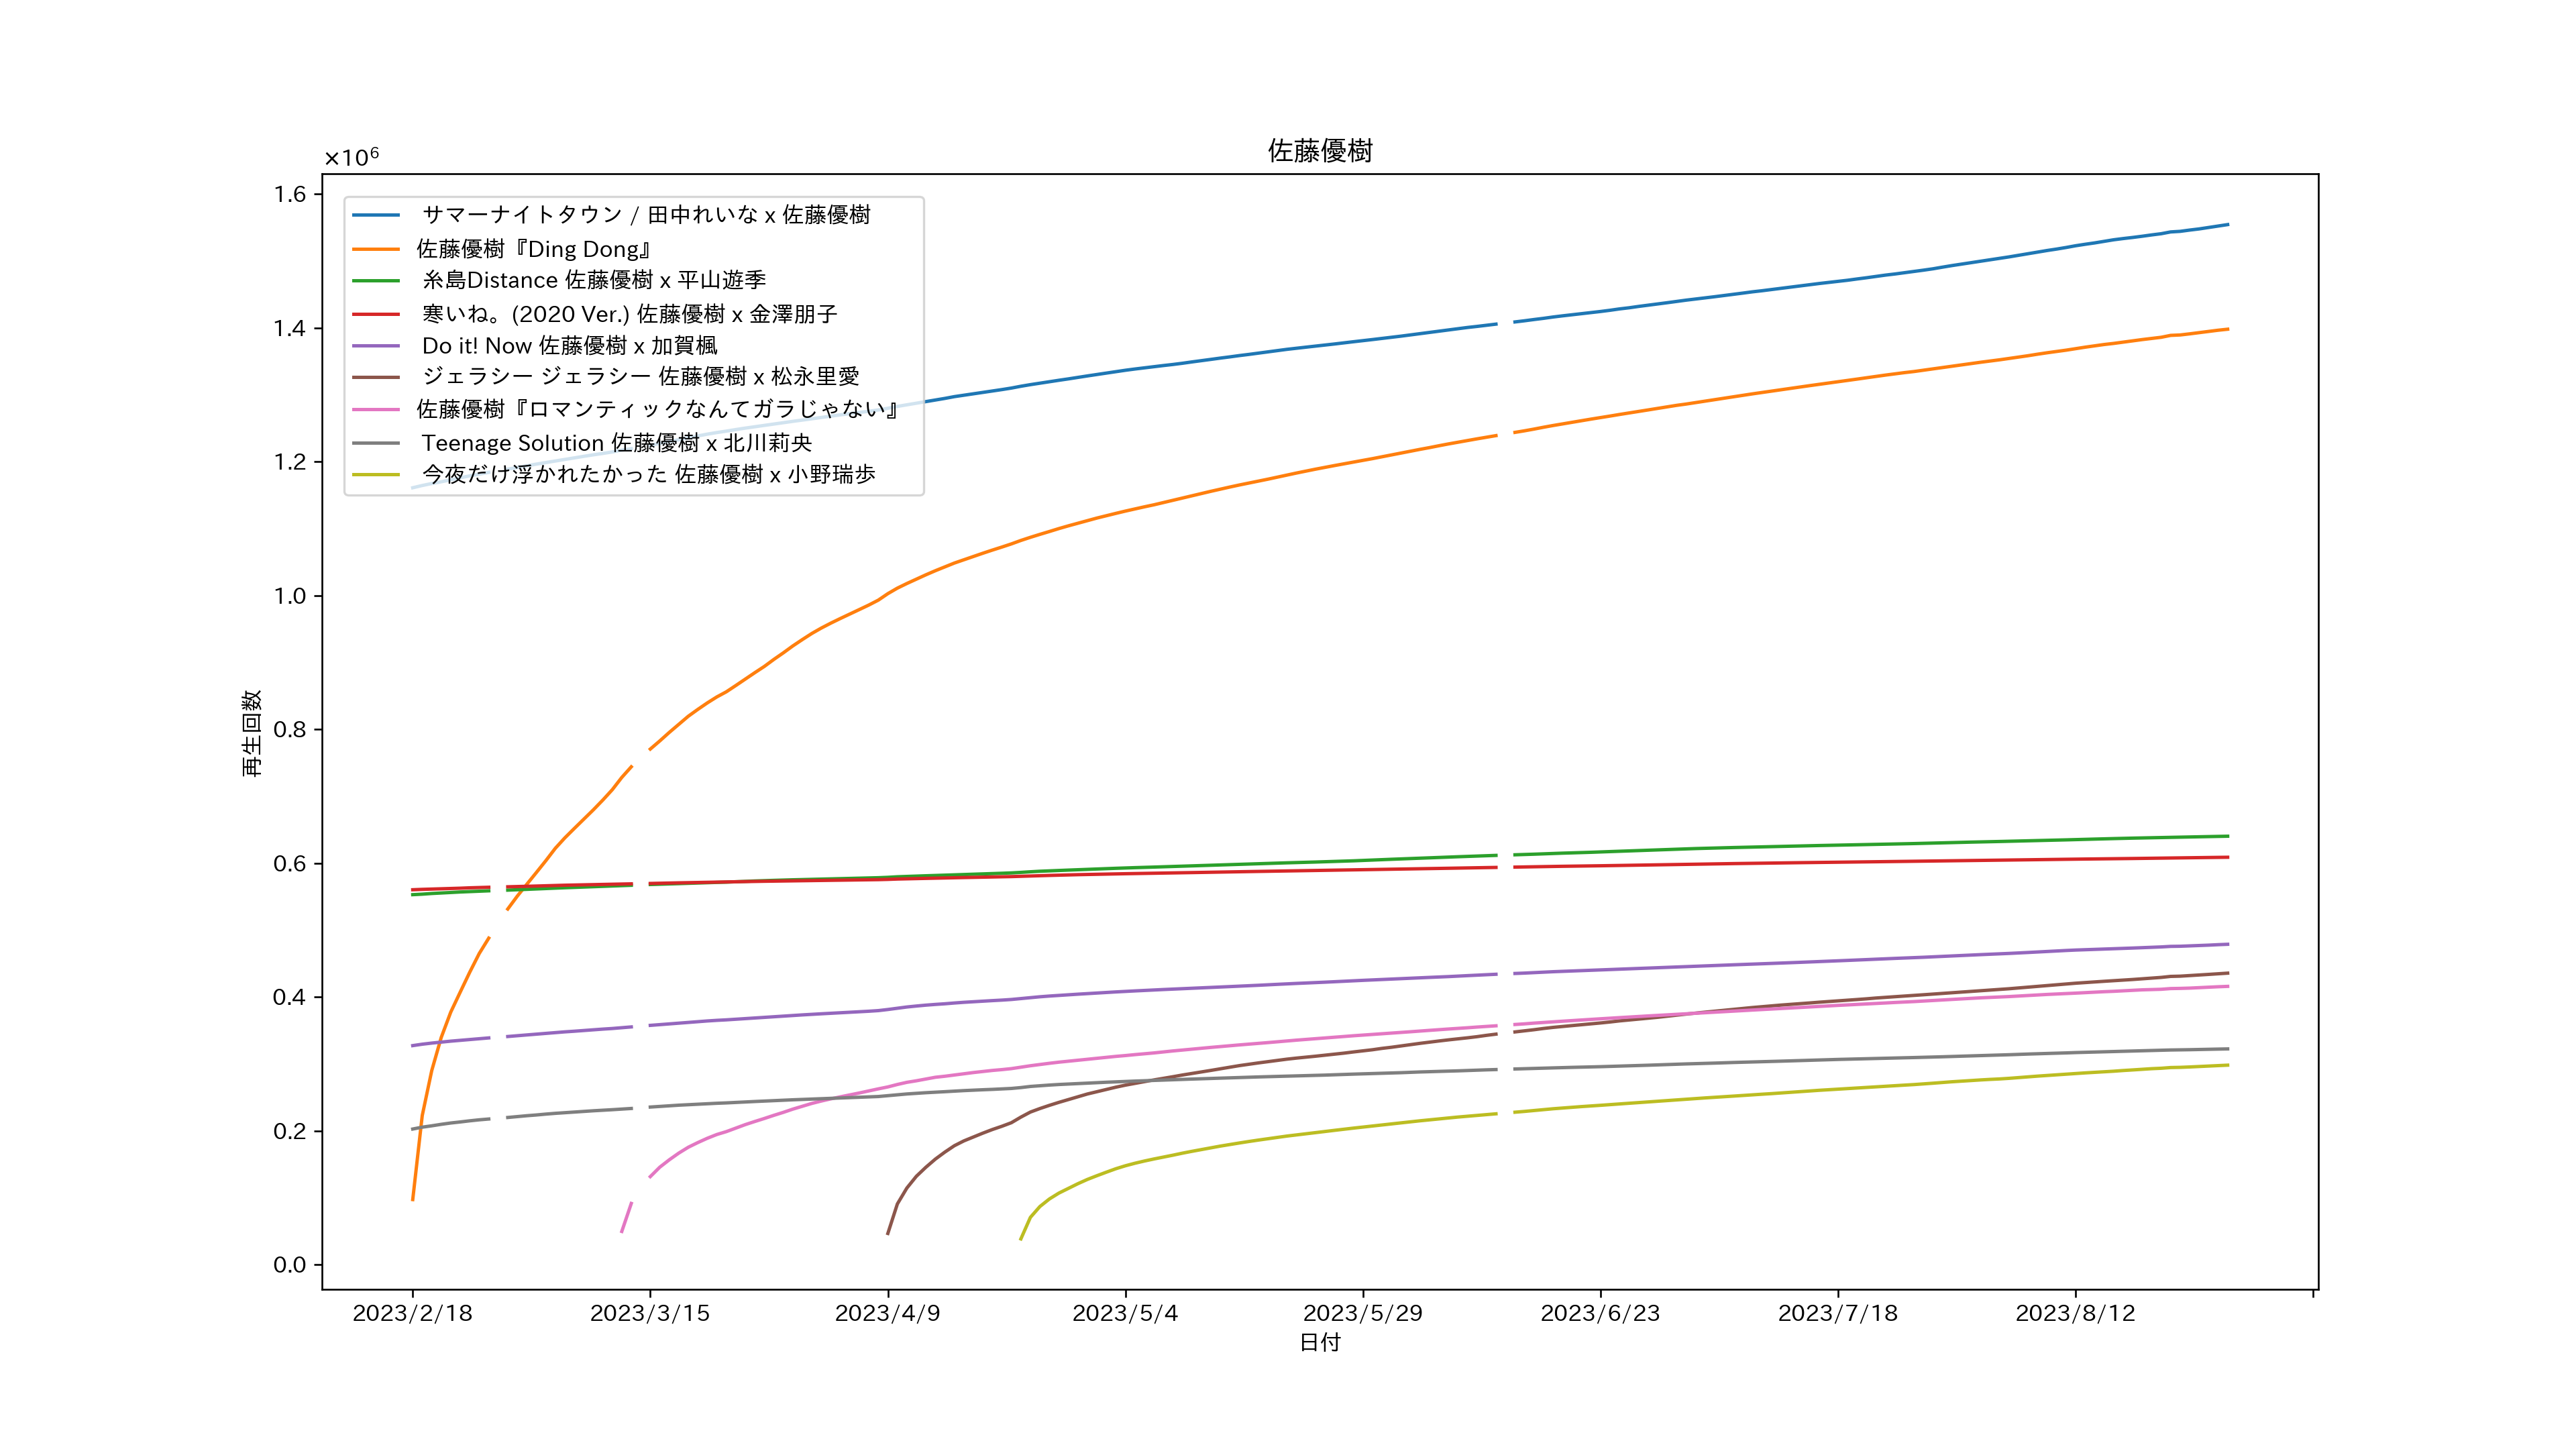 佐藤優樹
×10⁶
1.6
1.4
1.2
1.0
0.8
0.6
0.4
0.2
0.0
再生回数
サマーナイトタウン / 田中れいな x 佐藤優樹
佐藤優樹『Ding Dong』
糸島Distance 佐藤優樹 x 平山遊季
寒いね。(2020 Ver.) 佐藤優樹 x 金澤朋子
Do it! Now 佐藤優樹 x 加賀楓
ジェラシー ジェラシー 佐藤優樹 x 松永里愛
佐藤優樹『ロマンティックなんてガラじゃない』
Teenage Solution 佐藤優樹 x 北川莉央
今夜だけ浮かれたかった 佐藤優樹 x 小野瑞歩
2023/2/18 2023/3/15 2023/4/9 2023/5/4 2023/5/29 2023/6/23 2023/7/18 2023/8/12
日付